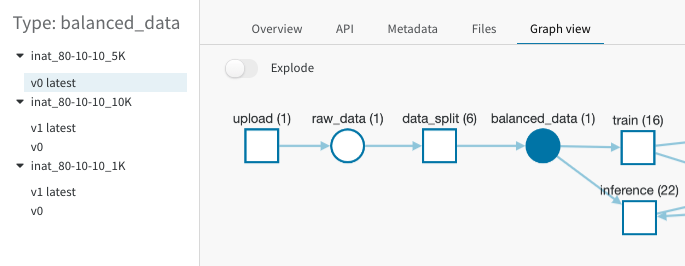 Type: balanced_data
inat_80-10-10_5K
v0 latest
inat_80-10-10_10K
v1 latest
v0
inat_80-10-10_1K
v1 latest
v0
Overview API Metadata Files Graph view
Explode
upload (1) raw_data (1) data_split (6) balanced_data (1) train (16)
inference (22)